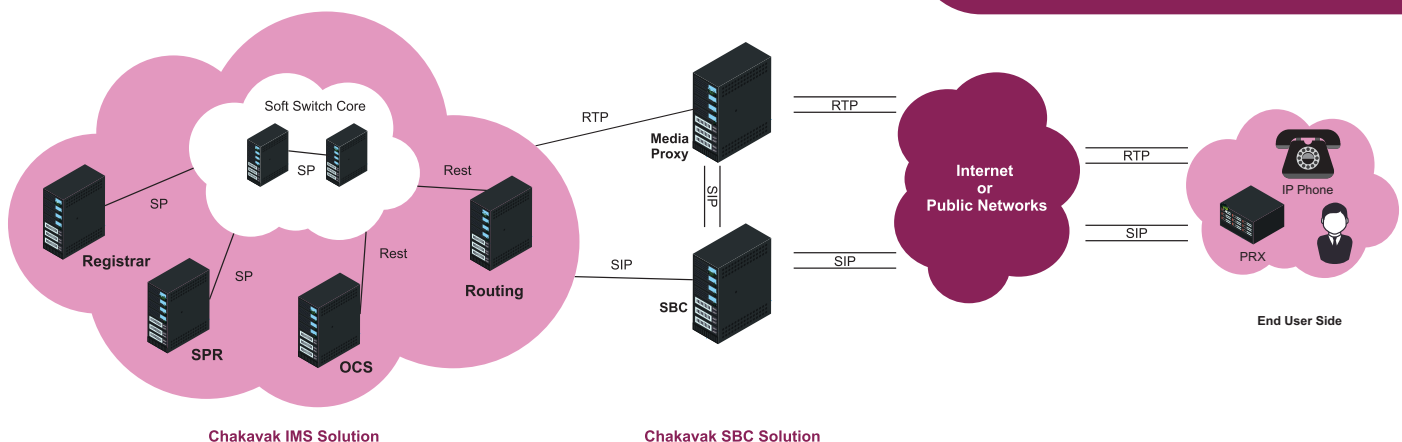 Soft Switch Core
SP
SP
Registrar
SP
SPR
Rest
OCS
Rest
Routing
RTP
SIP
Media
Proxy
SIP
SBC
RTP
SIP
Internet
or
Public Networks
RTP
SIP
IP Phone
PRX
End User Side
Chakavak IMS Solution
Chakavak SBC Solution